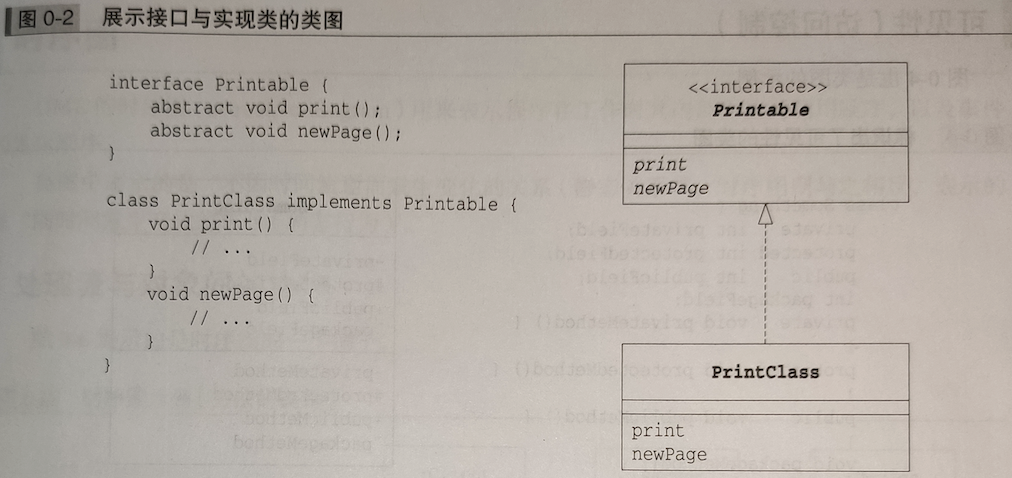 图 0-2 展示接口与实现类的类图
interface Printable {
    abstract void print();
    abstract void newPage();
}
class PrintClass implements Printable {
    void print() {
        // ...
    }
    void newPage() {
        // ...
    }
}
<<interface>>
Printable
print
newPage
PrintClass
print
newPage